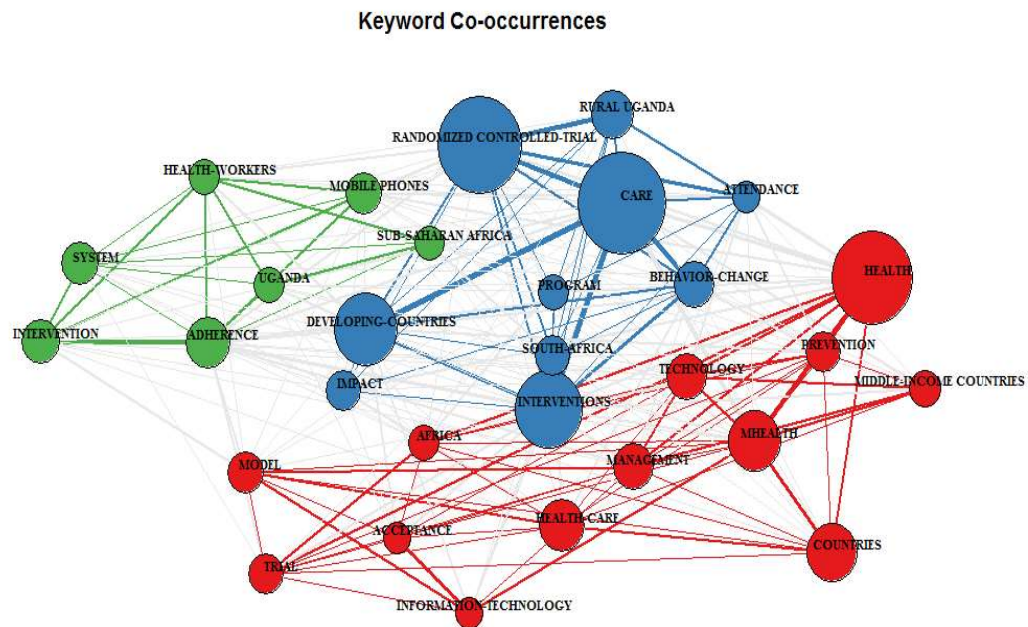 Keyword Co-occurrences
RURAL UGANDA
RANDOMIZED CONTROLLED-TRIAL
HEALTH-WORKERS
MOBILE PHONES
CARE
ATTENDANCE
SUB-SAHARAN AFRICA
SYSTEM
HEALTH
UGANDA
PROGRAM
BEHAVIOR-CHANGE
DEVELOPING-COUNTRIES
INTERVENTION
ADHERENCE
SOUTH-AFRICA
PREVENTION
TECHNOLOGY
IMPACT
MIDDLE-INCOME COUNTRIES
INTERVENTIONS
AFRICA
MHEALTH
MODEL
MANAGEMENT
ACCEPTANCE
HEALTH-CARE
COUNTRIES
TRIAL
INFORMATION-TECHNOLOGY